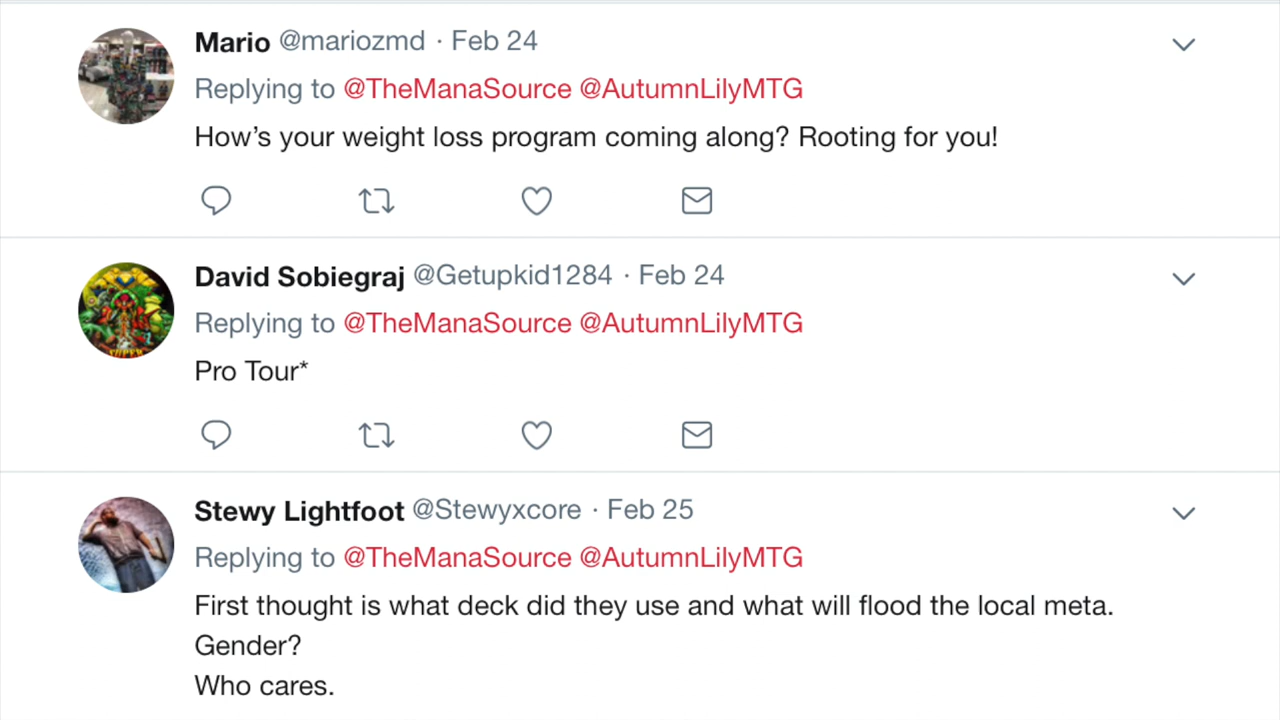 Mario @mariozmd · Feb 24
Replying to @TheManaSource @AutumnLilyMTG
How’s your weight loss program coming along? Rooting for you!
David Sobiegraj @Getupkid1284 · Feb 24
Replying to @TheManaSource @AutumnLilyMTG
Pro Tour*
Stewy Lightfoot @Stewyxcore · Feb 25
Replying to @TheManaSource @AutumnLilyMTG
First thought is what deck did they use and what will flood the local meta.
Gender?
Who cares.